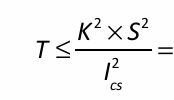 T ≤ K² × S² / I²cs =